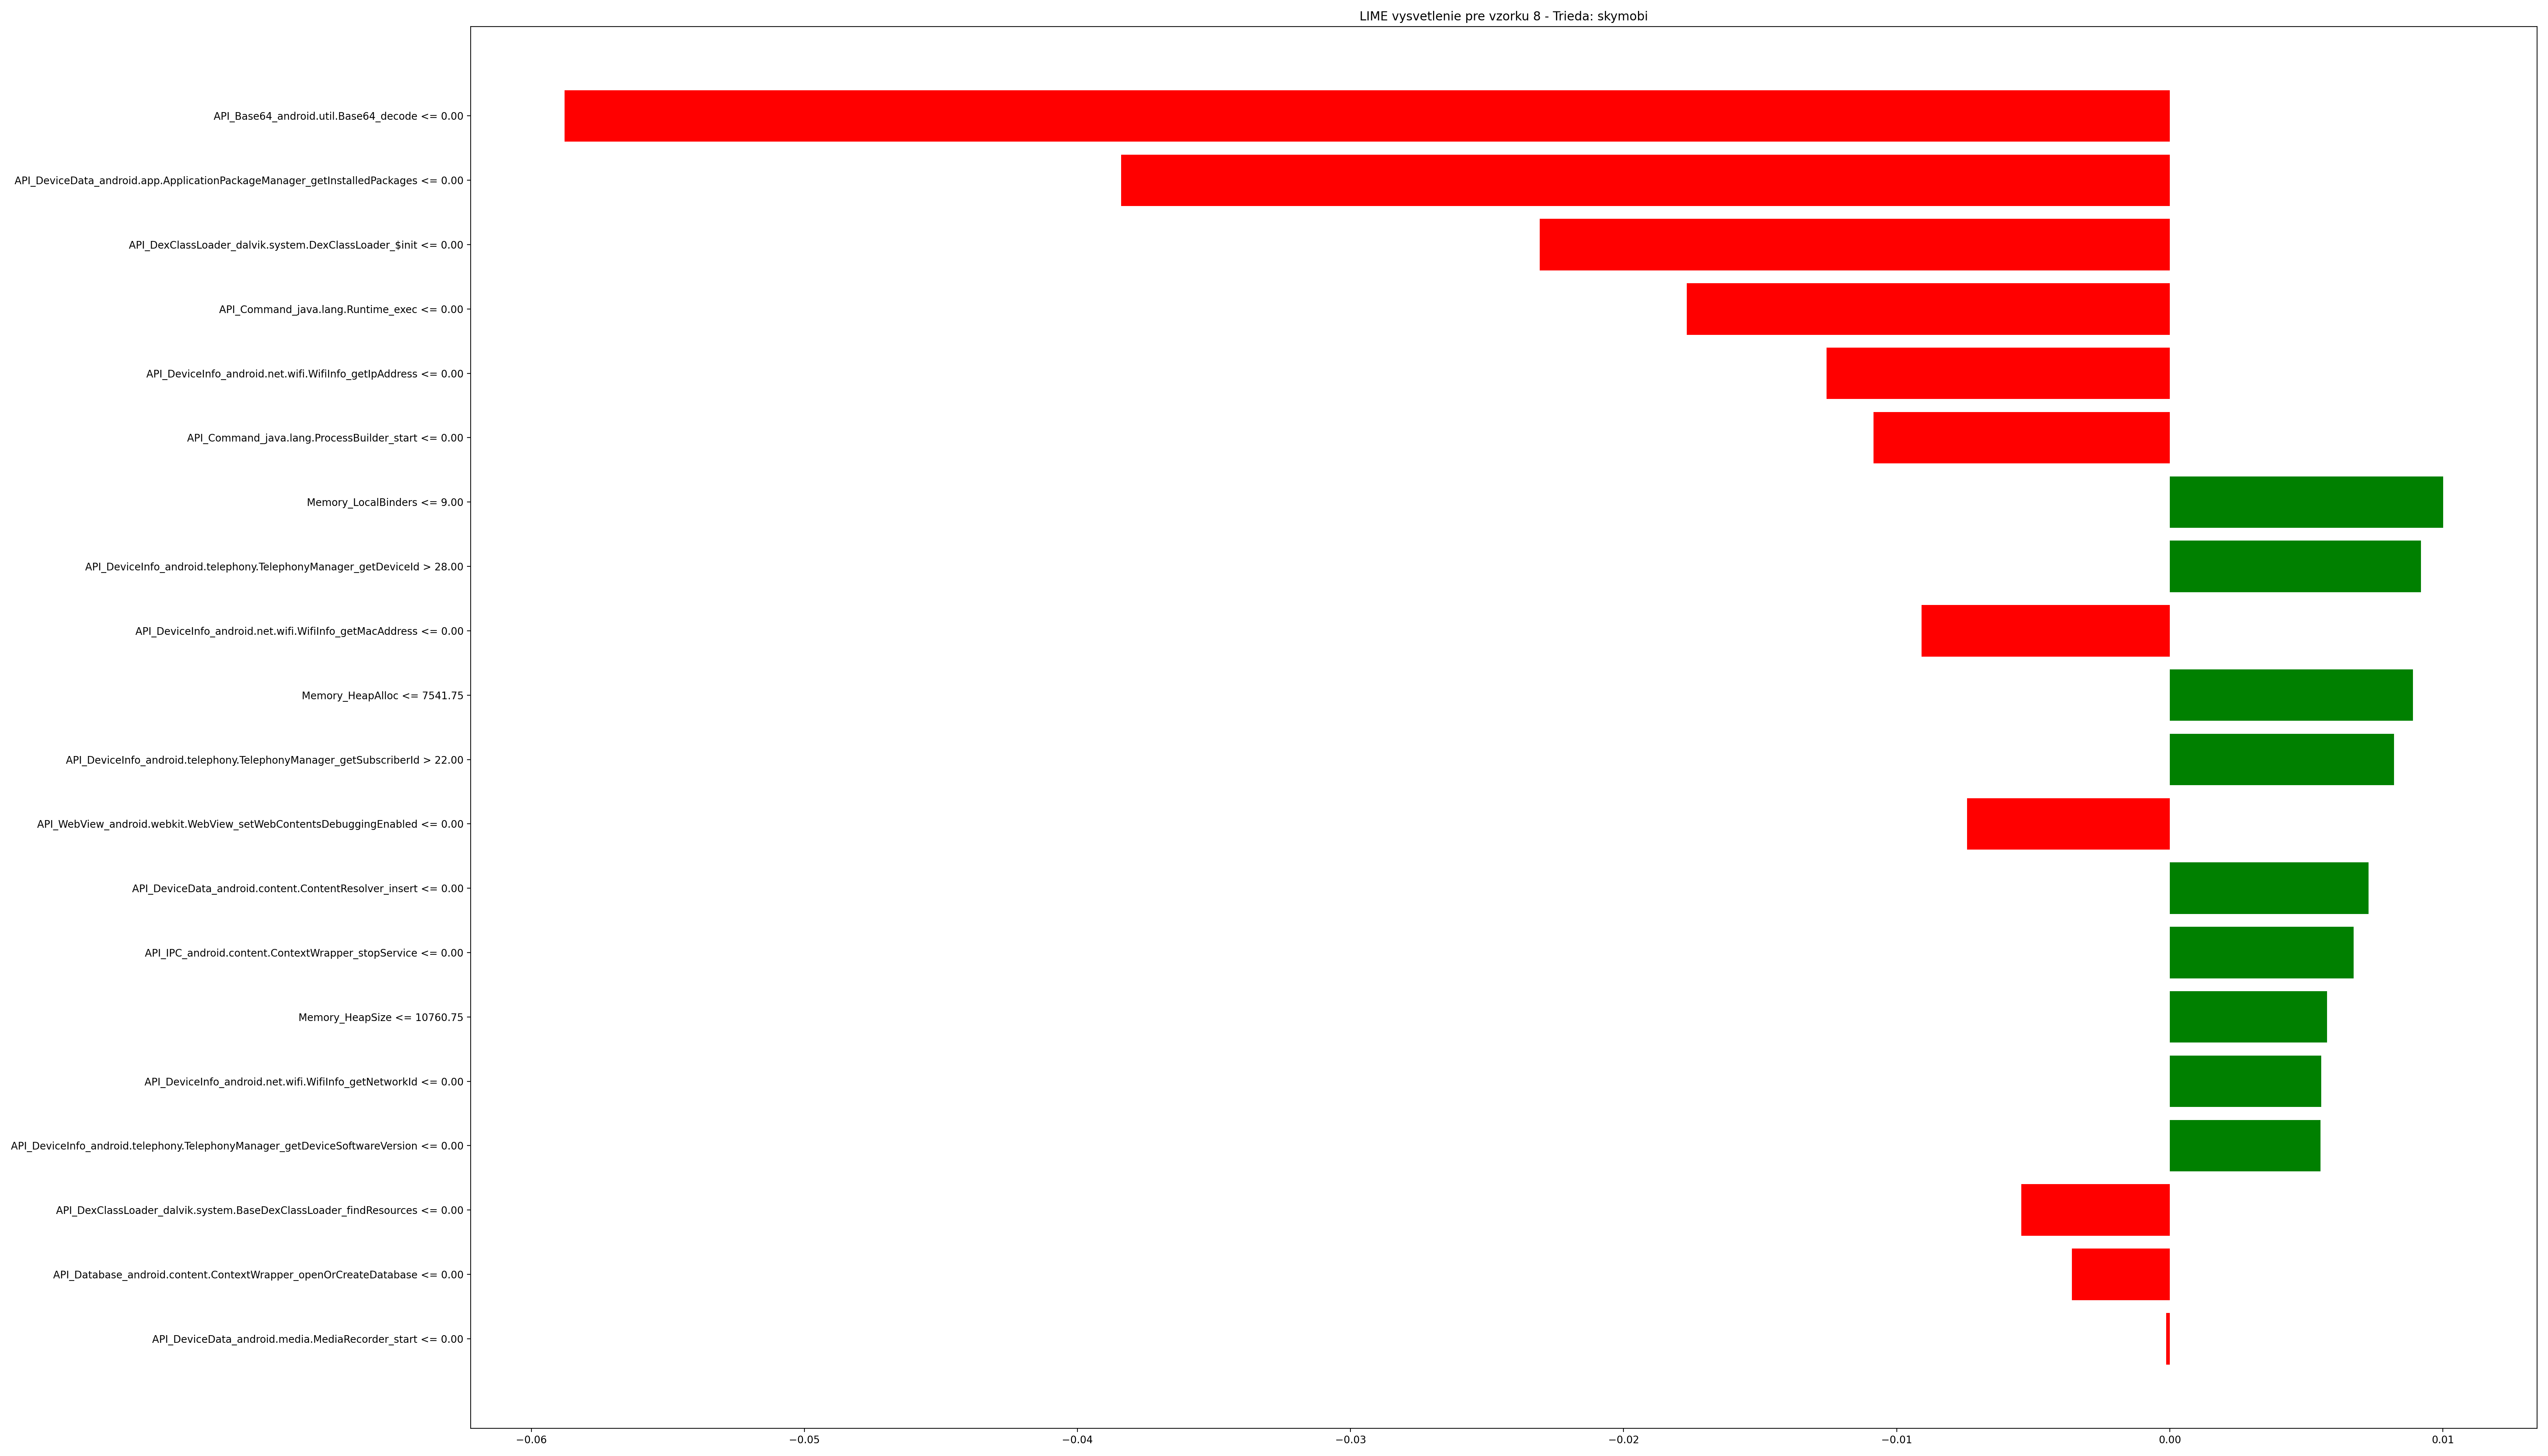 LIME vysvetlenie pre vzorku 8 - Trieda: skymobi
API_Base64_android.util.Base64_decode <= 0.00
API_DeviceData_android.app.ApplicationPackageManager_getInstalledPackages <= 0.00
API_DexClassLoader_dalvik.system.DexClassLoader_$init <= 0.00
API_Command_java.lang.Runtime_exec <= 0.00
API_DeviceInfo_android.net.wifi.WifiInfo_getIpAddress <= 0.00
API_Command_java.lang.ProcessBuilder_start <= 0.00
Memory_LocalBinders <= 9.00
API_DeviceInfo_android.telephony.TelephonyManager_getDeviceId > 28.00
API_DeviceInfo_android.net.wifi.WifiInfo_getMacAddress <= 0.00
Memory_HeapAlloc <= 7541.75
API_DeviceInfo_android.telephony.TelephonyManager_getSubscriberId > 22.00
API_WebView_android.webkit.WebView_setWebContentsDebuggingEnabled <= 0.00
API_DeviceData_android.content.ContentResolver_insert <= 0.00
API_IPC_android.content.ContextWrapper_stopService <= 0.00
Memory_HeapSize <= 10760.75
API_DeviceInfo_android.net.wifi.WifiInfo_getNetworkId <= 0.00
API_DeviceInfo_android.telephony.TelephonyManager_getDeviceSoftwareVersion <= 0.00
API_DexClassLoader_dalvik.system.BaseDexClassLoader_findResources <= 0.00
API_Database_android.content.ContextWrapper_openOrCreateDatabase <= 0.00
API_DeviceData_android.media.MediaRecorder_start <= 0.00
−0.06 −0.05 −0.04 −0.03 −0.02 −0.01 0.00 0.01